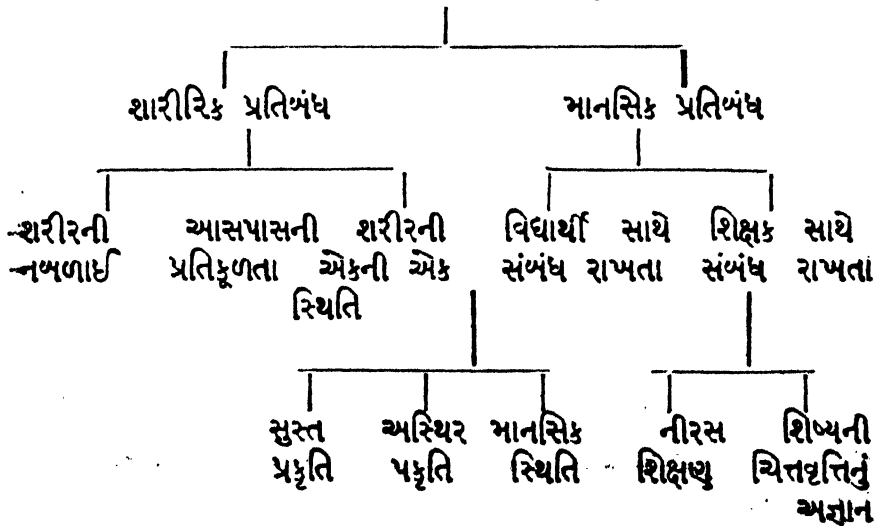 શારીરિક પ્રતિબંધ માનસિક પ્રતિબંધ
શરીરની આસપાસની શરીરની વિદ્યાર્થી સાથે શિક્ષક સાથે
નબળાઈ પ્રતિકૂળતા એકની એક સંબંધ રાખતા સંબંધ રાખતાં
સ્થિતિ
સુસ્ત અસ્થિર માનસિક નીરસ શિષ્યની
પ્રકૃતિ પકૃતિ સ્થિતિ શિક્ષણ ચિત્તવૃત્તિનું
અજ્ઞાન